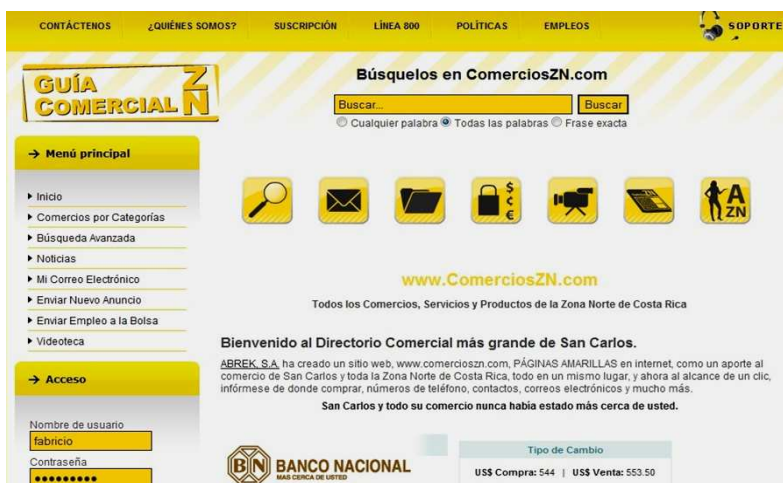 CONTÁCTENOS ¿QUIÉNES SOMOS? SUSCRIPCIÓN LÍNEA 800 POLÍTICAS EMPLEOS SOPORTE
GUÍA ZN
COMERCIAL
Búsquelos en ComerciosZN.com
Buscar... Buscar
Cualquier palabra Todas las palabras Frase exacta
Menú principal
Inicio
Comercios por Categorías
Búsqueda Avanzada
Noticias
Mi Correo Electrónico
Enviar Nuevo Anuncio
Enviar Empleo a la Bolsa
Videoteca
Acceso
Nombre de usuario
fabricio
Contraseña
•••••••••
$
¢
€
A
ZN
www.ComerciosZN.com
Todos los Comercios, Servicios y Productos de la Zona Norte de Costa Rica
Bienvenido al Directorio Comercial más grande de San Carlos.
ABREK, S.A. ha creado un sitio web, www.comercioszn.com, PÁGINAS AMARILLAS en internet, como un aporte al
comercio de San Carlos y toda la Zona Norte de Costa Rica, todo en un mismo lugar, y ahora al alcance de un clic,
infórmese de donde comprar, números de teléfono, contactos, correos electrónicos y mucho más.
San Carlos y todo su comercio nunca había estado más cerca de usted.
BN BANCO NACIONAL
MAS CERCA DE USTED
Tipo de Cambio
US$ Compra: 544 | US$ Venta: 553.50